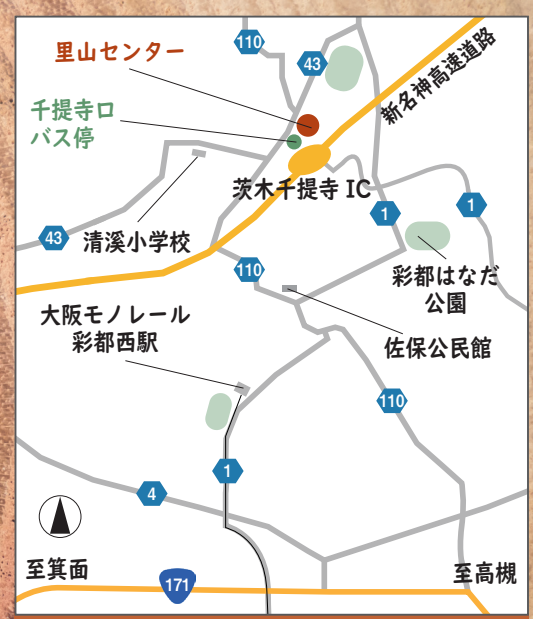 110
里山センター
43
新名神高速道路
千提寺口
バス停
茨木千提寺 IC
1
1
43
清溪小学校
110
彩都はなだ
公園
大阪モノレール
彩都西駅
佐保公民館
110
1
4
至箕面
171
至高槻